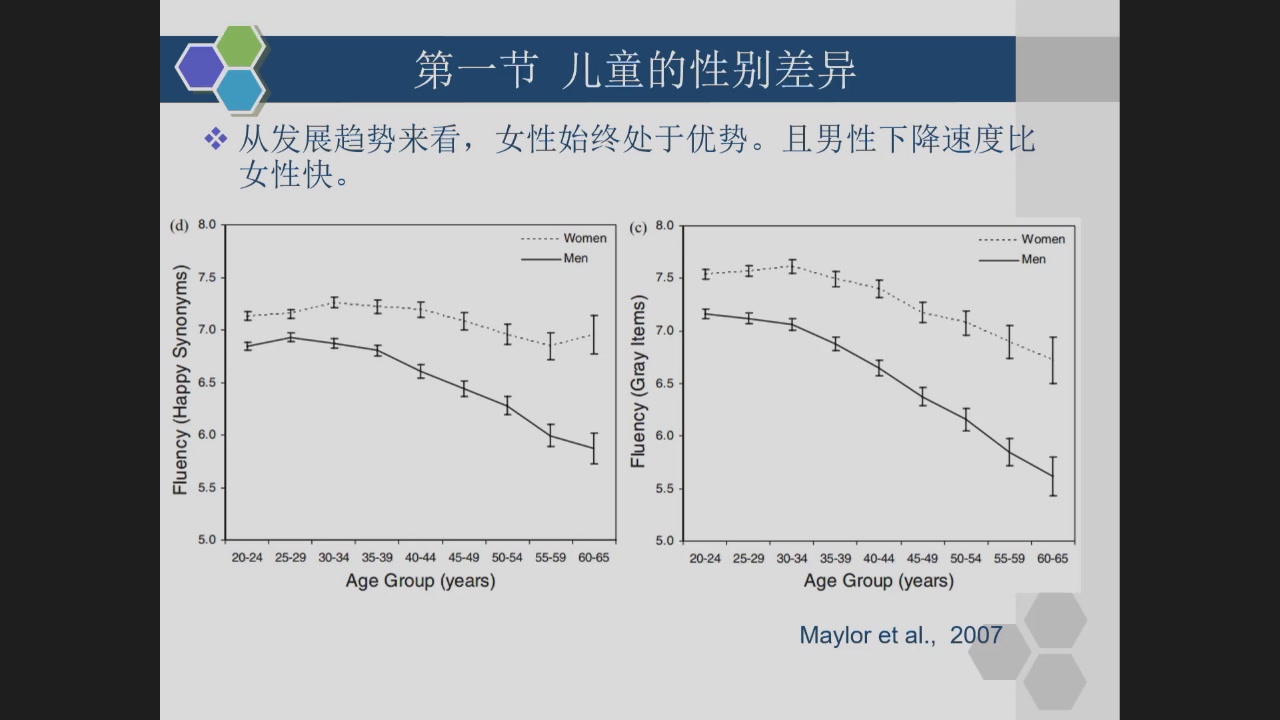 第一节 儿童的性别差异
从发展趋势来看，女性始终处于优势。且男性下降速度比
女性快。
(d)
Fluency (Happy Synonyms)
8.0
7.5
7.0
6.5
6.0
5.5
5.0
Women
Men
20-24 25-29 30-34 35-39 40-44 45-49 50-54 55-59 60-65
Age Group (years)
(c)
Fluency (Gray Items)
8.0
7.5
7.0
6.5
6.0
5.5
5.0
Women
Men
20-24 25-29 30-34 35-39 40-44 45-49 50-54 55-59 60-65
Age Group (years)
Maylor et al., 2007